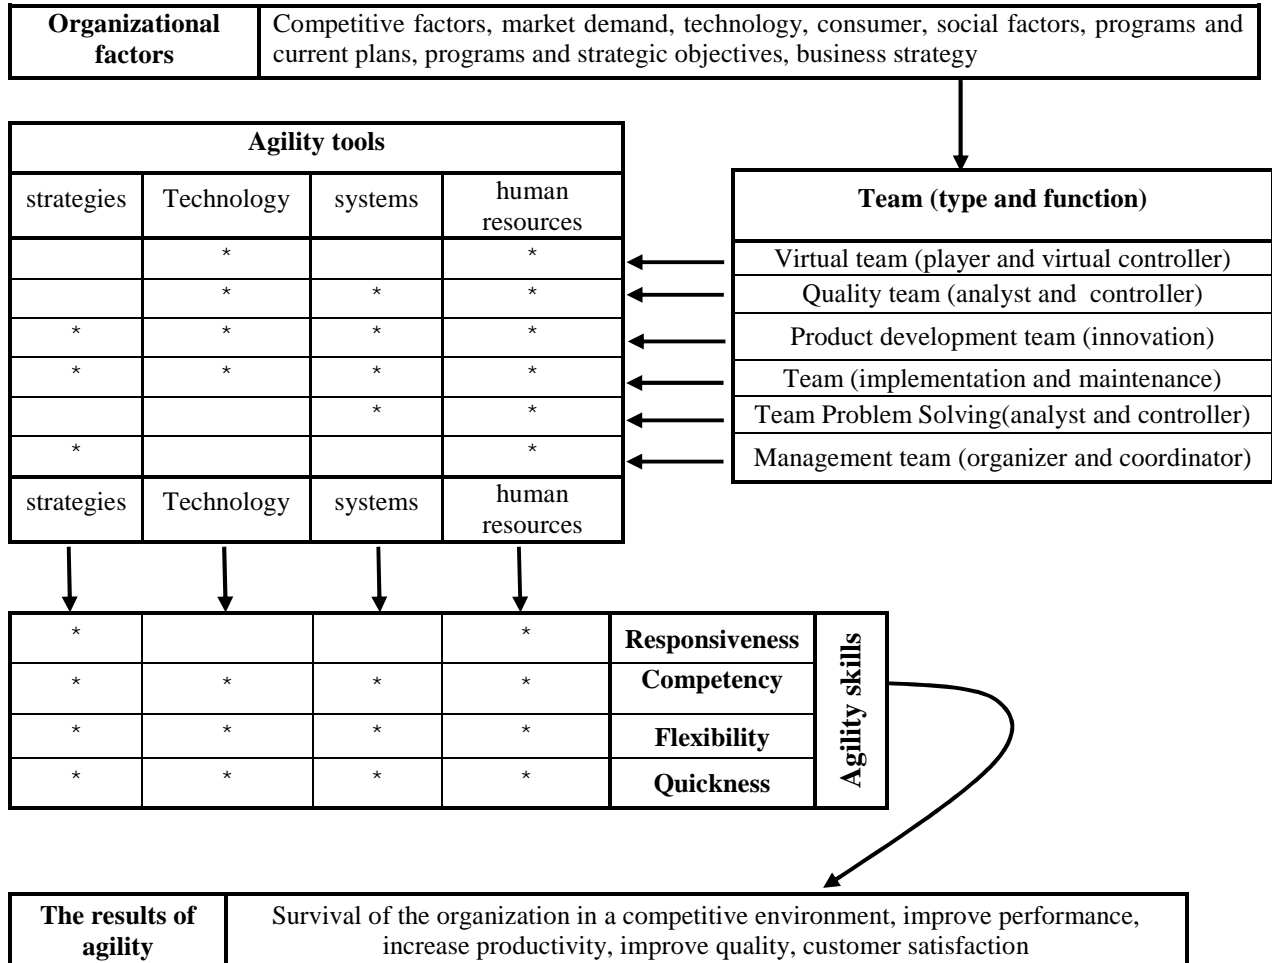 Organizational
factors
Competitive factors, market demand, technology, consumer, social factors, programs and
current plans, programs and strategic objectives, business strategy
Agility tools
strategies Technology systems human
resources
* *
* * *
* * * *
* * * *
* *
* *
strategies Technology systems human
resources
Team (type and function)
Virtual team (player and virtual controller)
Quality team (analyst and controller)
Product development team (innovation)
Team (implementation and maintenance)
Team Problem Solving(analyst and controller)
Management team (organizer and coordinator)
* * Responsiveness
* * * * Competency
* * * * Flexibility
* * * * Quickness
Agility skills
The results of
agility
Survival of the organization in a competitive environment, improve performance,
increase productivity, improve quality, customer satisfaction